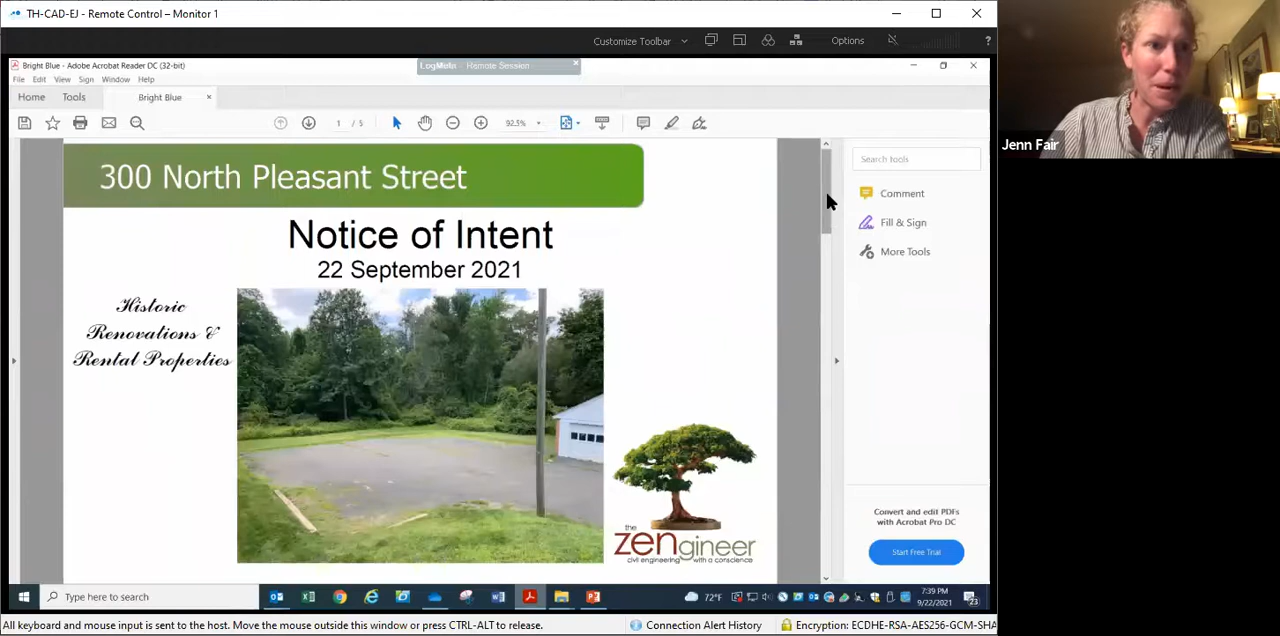 TH-CAD-EJ - Remote Control – Monitor 1
Customize Toolbar
Options
?
Jenn Fair
Bright Blue - Adobe Acrobat Reader DC (32-bit)
LogMeIn - Remote Session
File Edit View Sign Window Help
Home Tools Bright Blue
1 / 5
92.5%
Search tools
Comment
Fill & Sign
More Tools
300 North Pleasant Street
Notice of Intent
22 September 2021
Historic
Renovations &
Rental Properties
the
zengineer
civil engineering with a conscience
Convert and edit PDFs
with Acrobat Pro DC
Start Free Trial
Type here to search
72°F
7:39 PM
9/22/2021
23
All keyboard and mouse input is sent to the host. Move the mouse outside this window or press CTRL-ALT to release.
Connection Alert History
Encryption: ECDHE-RSA-AES256-GCM-SHA